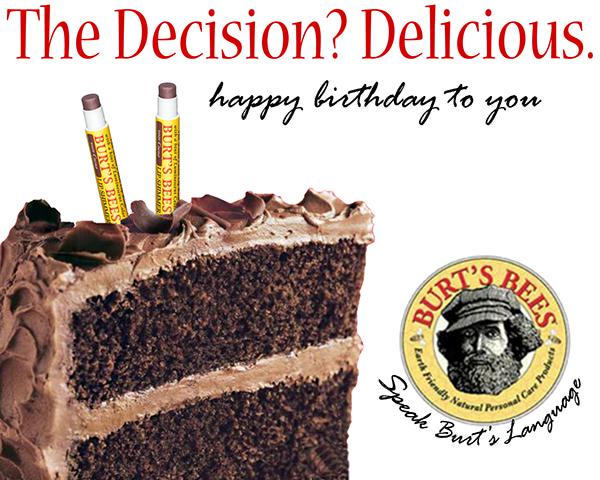 The Decision? Delicious.
happy birthday to you
BURT'S BEES
BURT'S BEES
BURT'S BEES
Earth Friendly Natural Personal Care Products
Speak Burt's Language